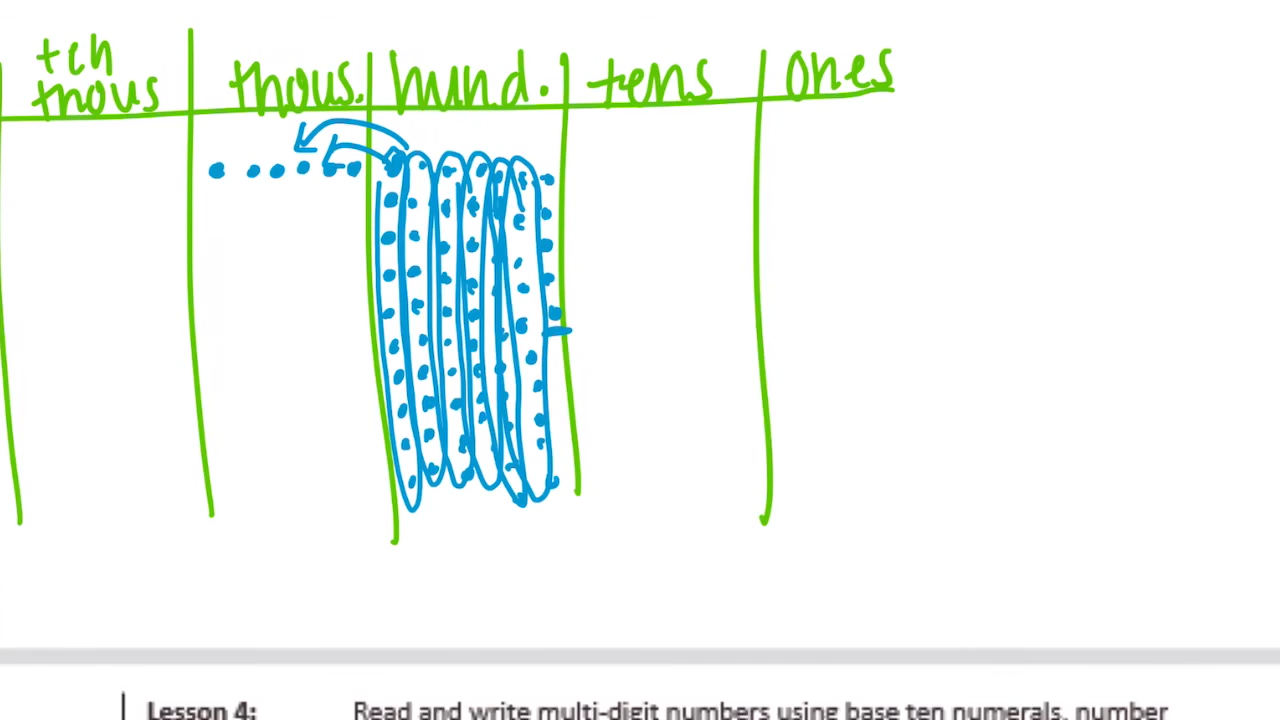 ten
thous
thous.
hund.
tens
ones
Lesson 4:
Read and write multi-digit numbers using base ten numerals, number